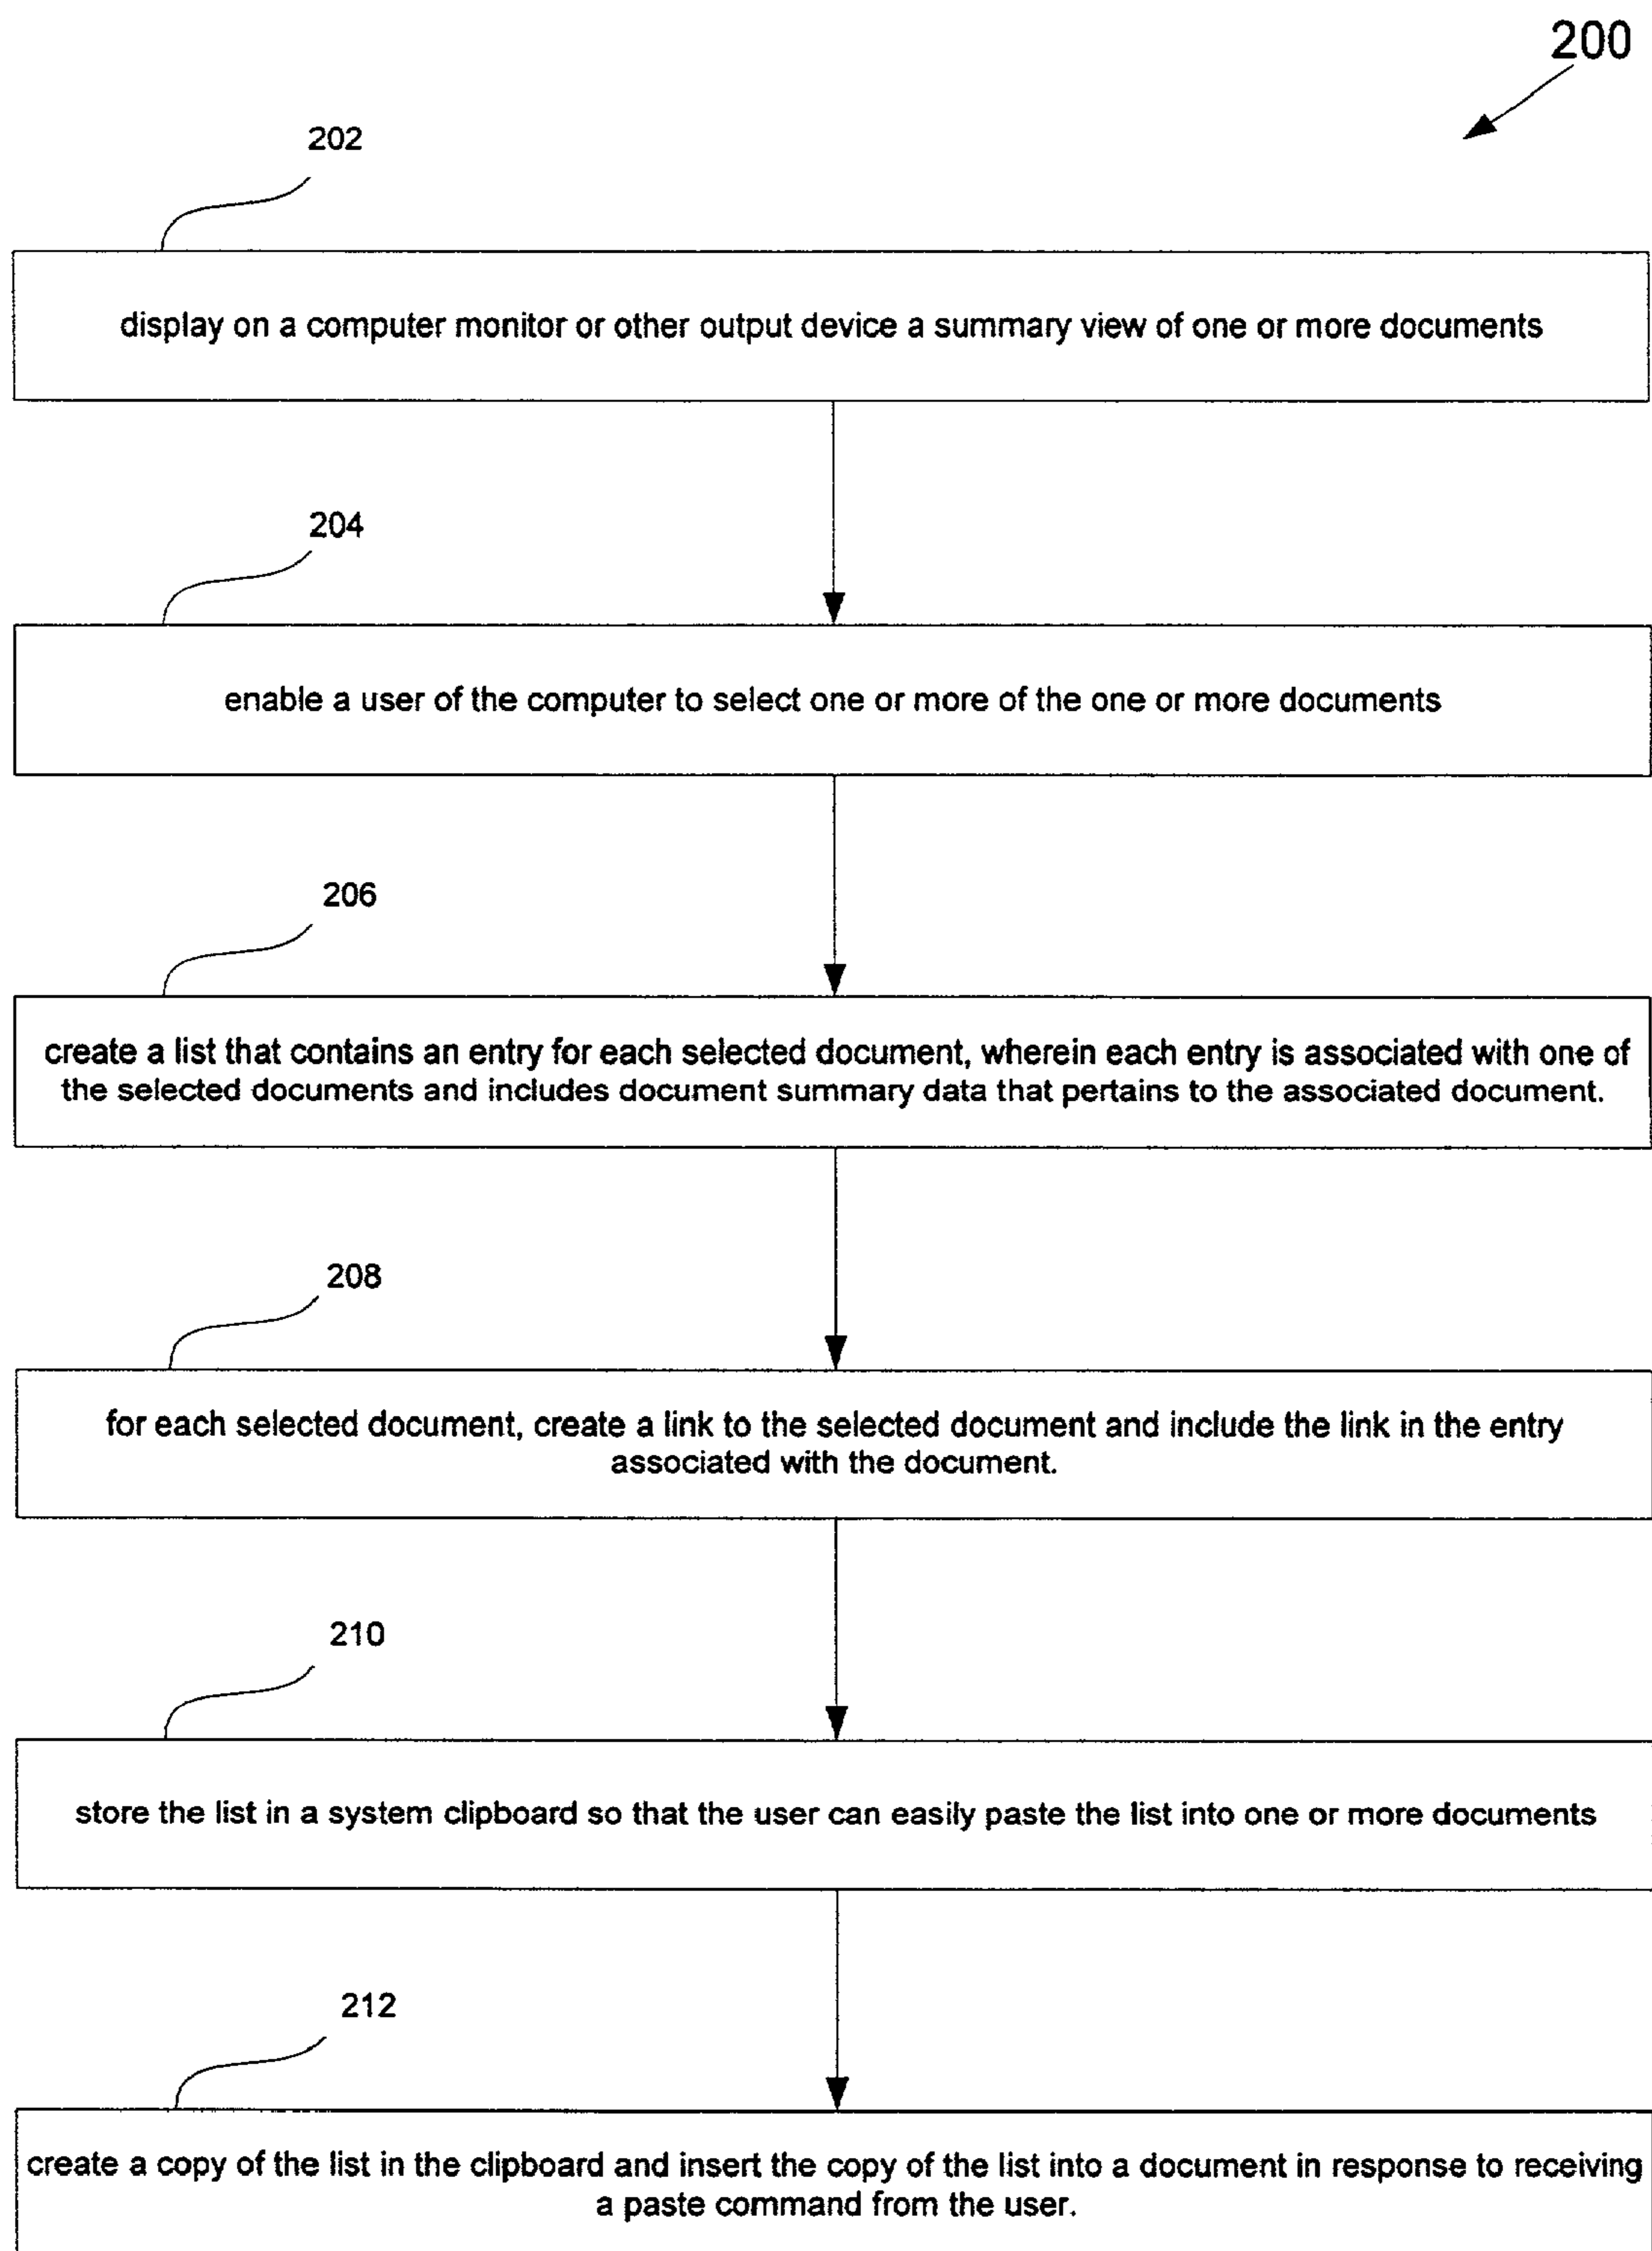 200
202
display on a computer monitor or other output device a summary view of one or more documents
204
enable a user of the computer to select one or more of the one or more documents
206
create a list that contains an entry for each selected document, wherein each entry is associated with one of
the selected documents and includes document summary data that pertains to the associated document.
208
for each selected document, create a link to the selected document and include the link in the entry
associated with the document.
210
store the list in a system clipboard so that the user can easily paste the list into one or more documents
212
create a copy of the list in the clipboard and insert the copy of the list into a document in response to receiving
a paste command from the user.